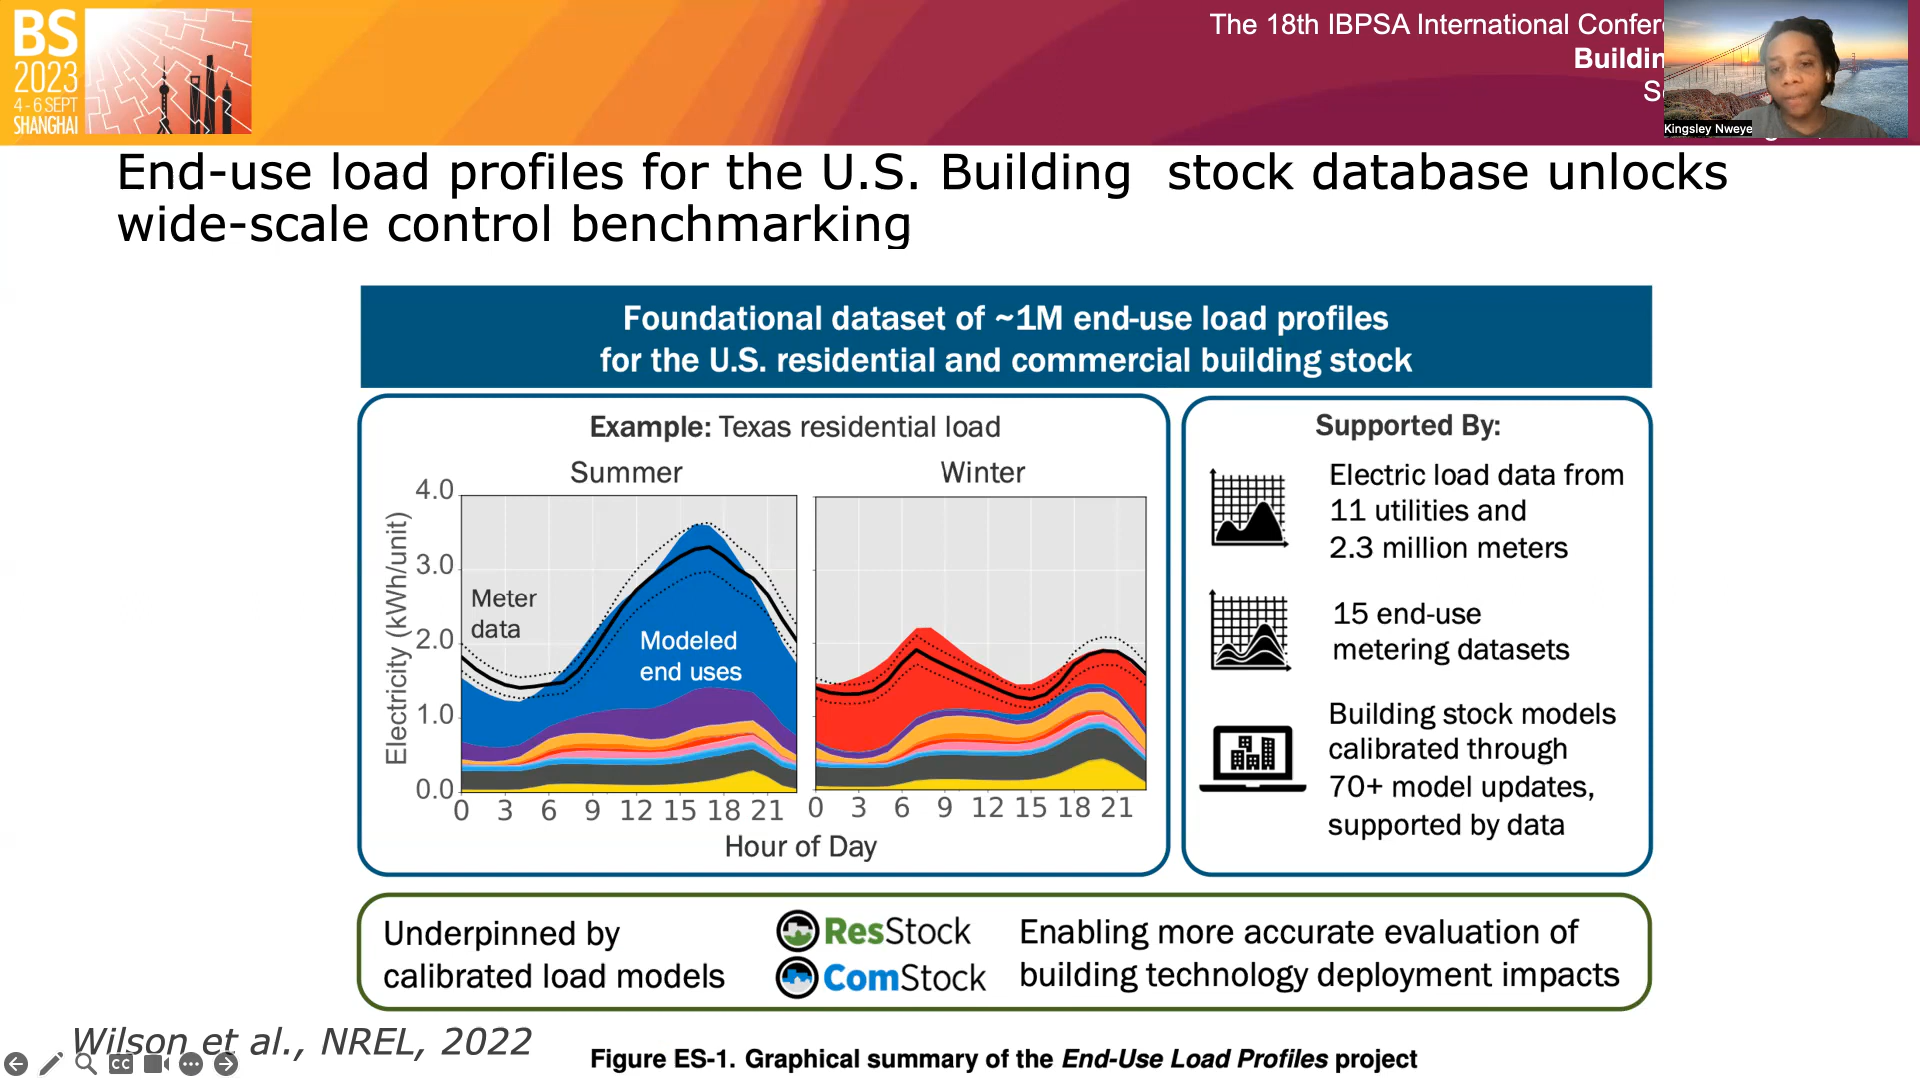 BS
2023
4 - 6 SEPT
SHANGHAI
The 18th IBPSA International
Kingsley Nweye
End-use load profiles for the U.S. Building  stock database unlocks
wide-scale control benchmarking
Foundational dataset of ~1M end-use load profiles
for the U.S. residential and commercial building stock
Example: Texas residential load
Summer
Winter
Electricity (kWh/unit)
4.0
3.0
2.0
1.0
0.0
Meter
data
Modeled
end uses
0 3 6 9 12 15 18 21
0 3 6 9 12 15 18 21
Hour of Day
Supported By:
Electric load data from
11 utilities and
2.3 million meters
15 end-use
metering datasets
Building stock models
calibrated through
70+ model updates,
supported by data
Underpinned by
calibrated load models
ResStock
ComStock
Enabling more accurate evaluation of
building technology deployment impacts
Wilson et al., NREL, 2022
CC
Figure ES-1. Graphical summary of the End-Use Load Profiles project